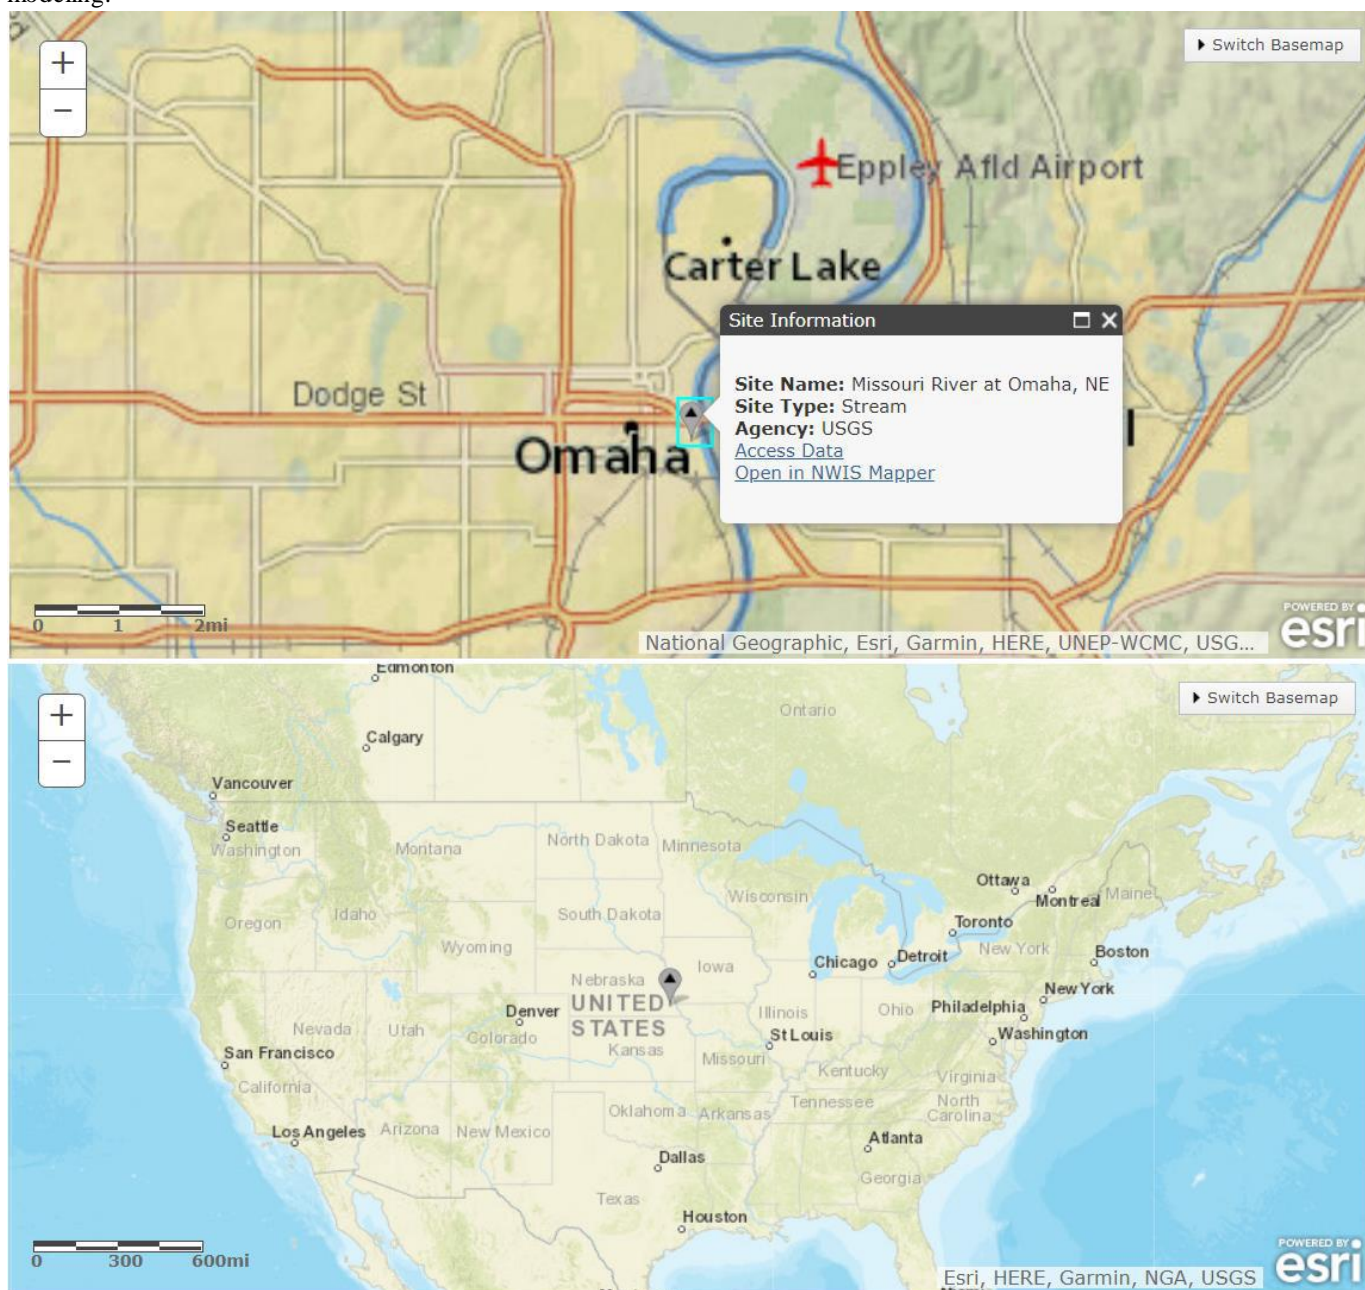 modeling.
+
−
Switch Basemap
Eppley Afld Airport
Carter Lake
Site Information
Site Name: Missouri River at Omaha, NE
Site Type: Stream
Agency: USGS
Access Data
Open in NWIS Mapper
Dodge St
Omaha
l
0 1 2mi
POWERED BY
esri
National Geographic, Esri, Garmin, HERE, UNEP-WCMC, USG...
Edmonton
+
−
Switch Basemap
Ontario
Calgary
Vancouver
Seattle
Washington
Montana
North Dakota
Minnesota
Ottawa
Montreal
Maine
Wisconsin
Oregon
Idaho
South Dakota
Toronto
New York
Wyoming
Boston
Chicago
Detroit
Iowa
Nebraska
New York
UNITED
STATES
Denver
Illinois
Ohio
Philadelphia
Nevada
Utah
Colorado
St Louis
Washington
San Francisco
Kansas
Missouri
Kentucky
Virginia
California
Oklahoma
Arkansas
Tennessee
North
Carolina
Los Angeles
Arizona
New Mexico
Atlanta
Dallas
Georgia
Texas
Houston
0 300 600mi
POWERED BY
esri
Esri, HERE, Garmin, NGA, USGS